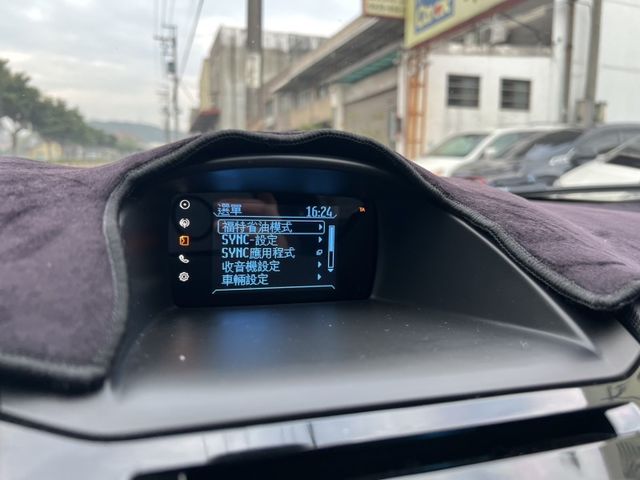 選單 16:24
TA
福特省油模式
SYNC-設定
SYNC應用程式
收音機設定
車輛設定